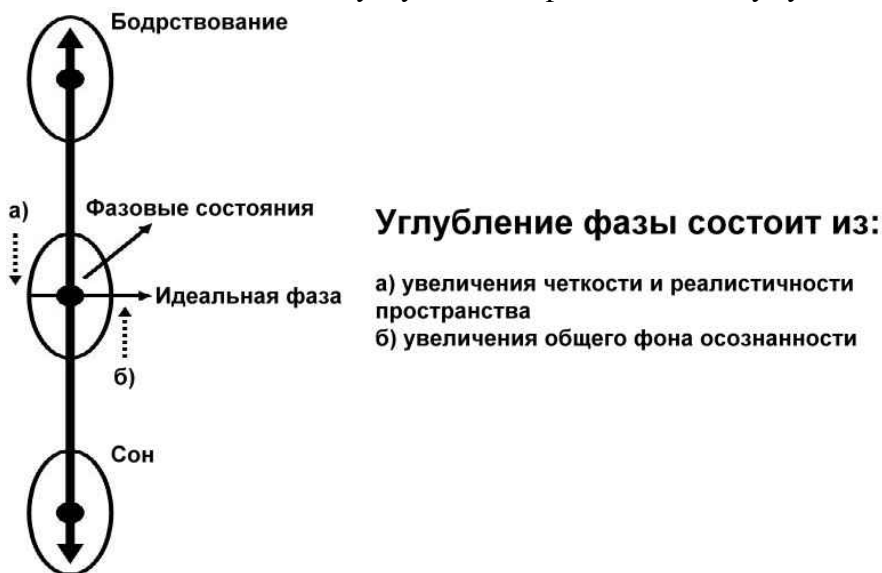 Бодрствование
а)
Фазовые состояния
Идеальная фаза
б)
Сон
Углубление фазы состоит из:
а) увеличения четкости и реалистичности
пространства
б) увеличения общего фона осознанности